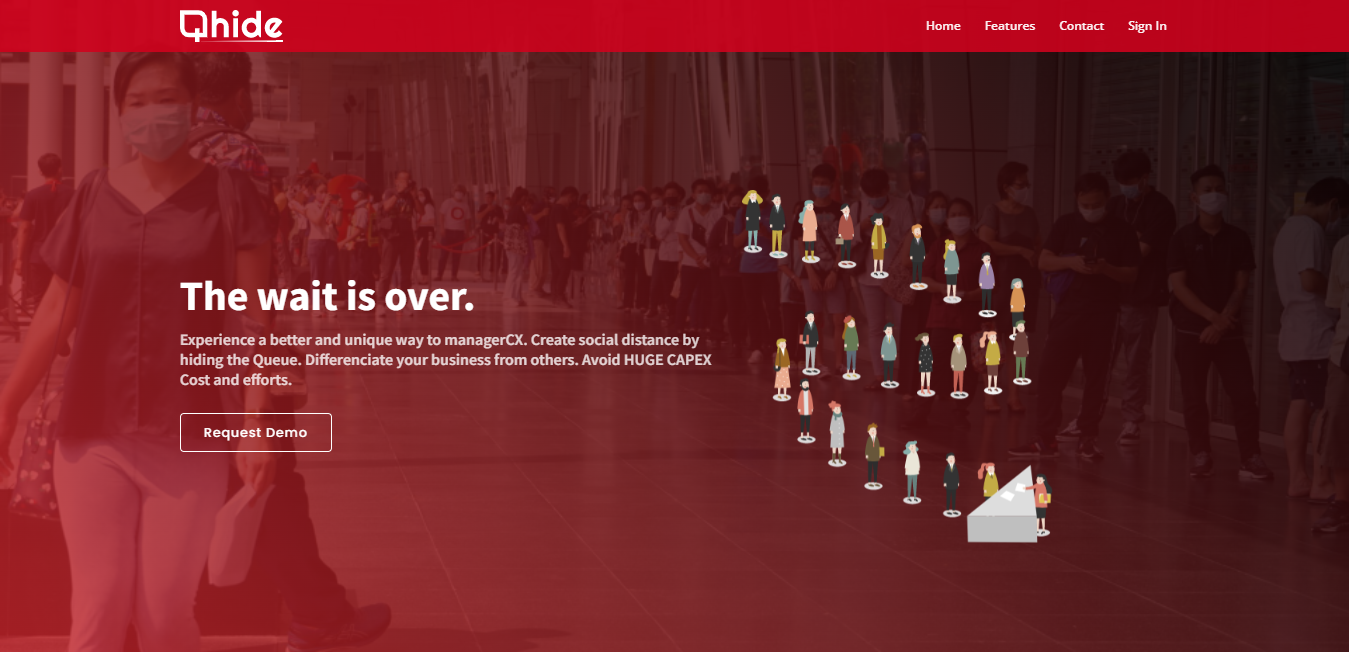 Qhide
Home
Features
Contact
Sign In
The wait is over.
Experience a better and unique way to managerCX. Create social distance by
hiding the Queue. Differenciate your business from others. Avoid HUGE CAPEX
Cost and efforts.
Request Demo